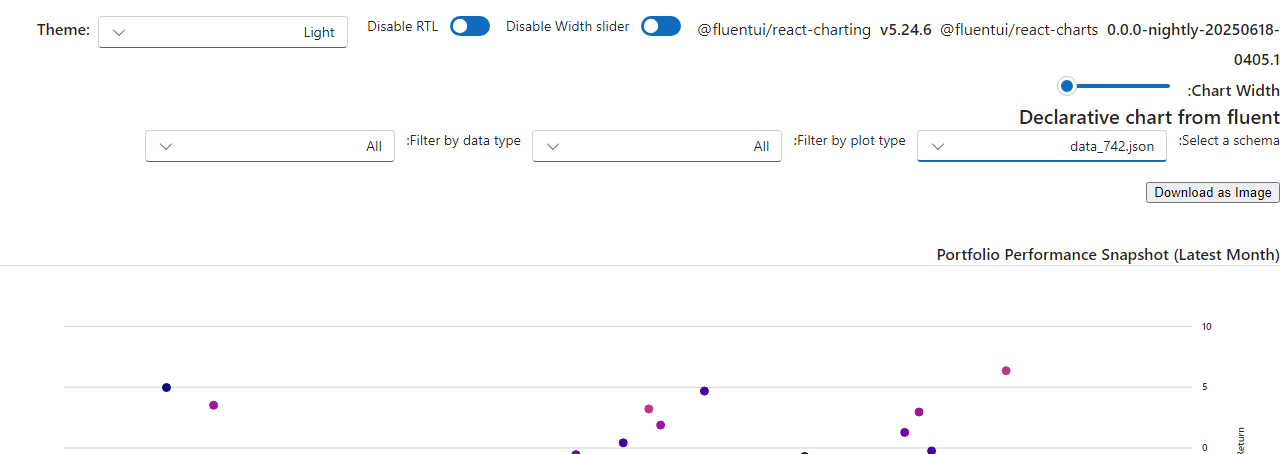 Theme: Light Disable RTL Disable Width slider @fluentui/react-charting v5.24.6 @fluentui/react-charts 0.0.0-nightly-20250618-
0405.1
:Chart Width
Declarative chart from fluent
:Select a schema data_742.json :Filter by plot type All :Filter by data type All
Download as Image
Portfolio Performance Snapshot (Latest Month)
10
5
0
Return